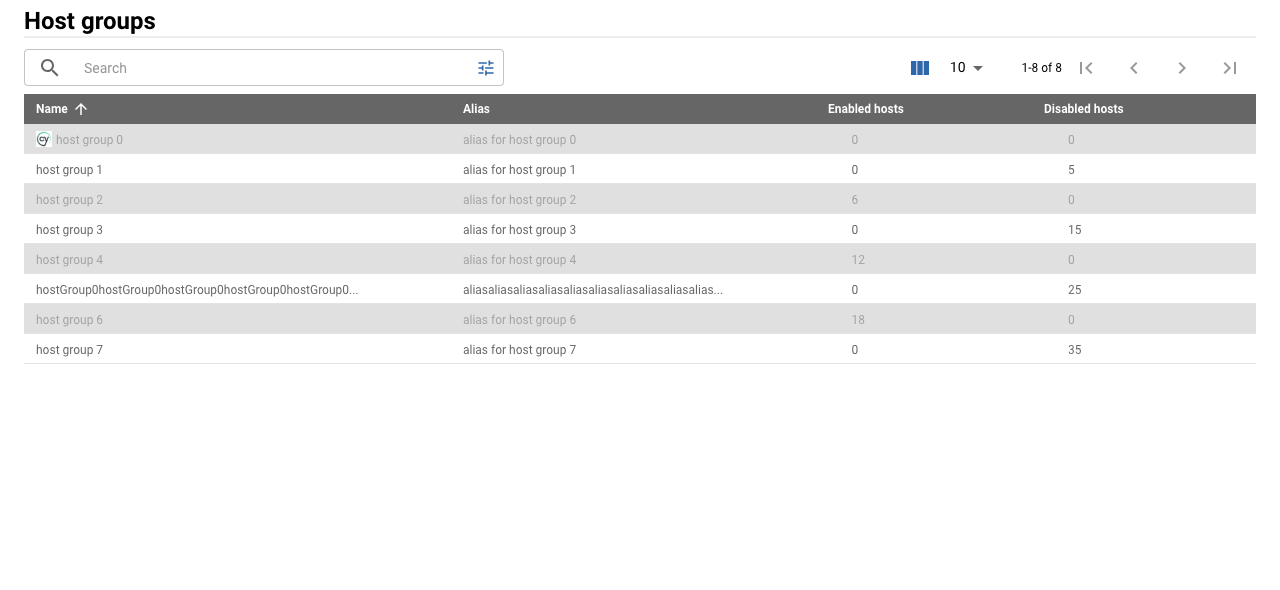 Host groups
Search
10
1-8 of 8
Name Alias Enabled hosts Disabled hosts
cy host group 0 alias for host group 0 0 0
host group 1 alias for host group 1 0 5
host group 2 alias for host group 2 6 0
host group 3 alias for host group 3 0 15
host group 4 alias for host group 4 12 0
hostGroup0hostGroup0hostGroup0hostGroup0hostGroup0... aliasaliasaliasaliasaliasaliasaliasaliasaliasalias... 0 25
host group 6 alias for host group 6 18 0
host group 7 alias for host group 7 0 35